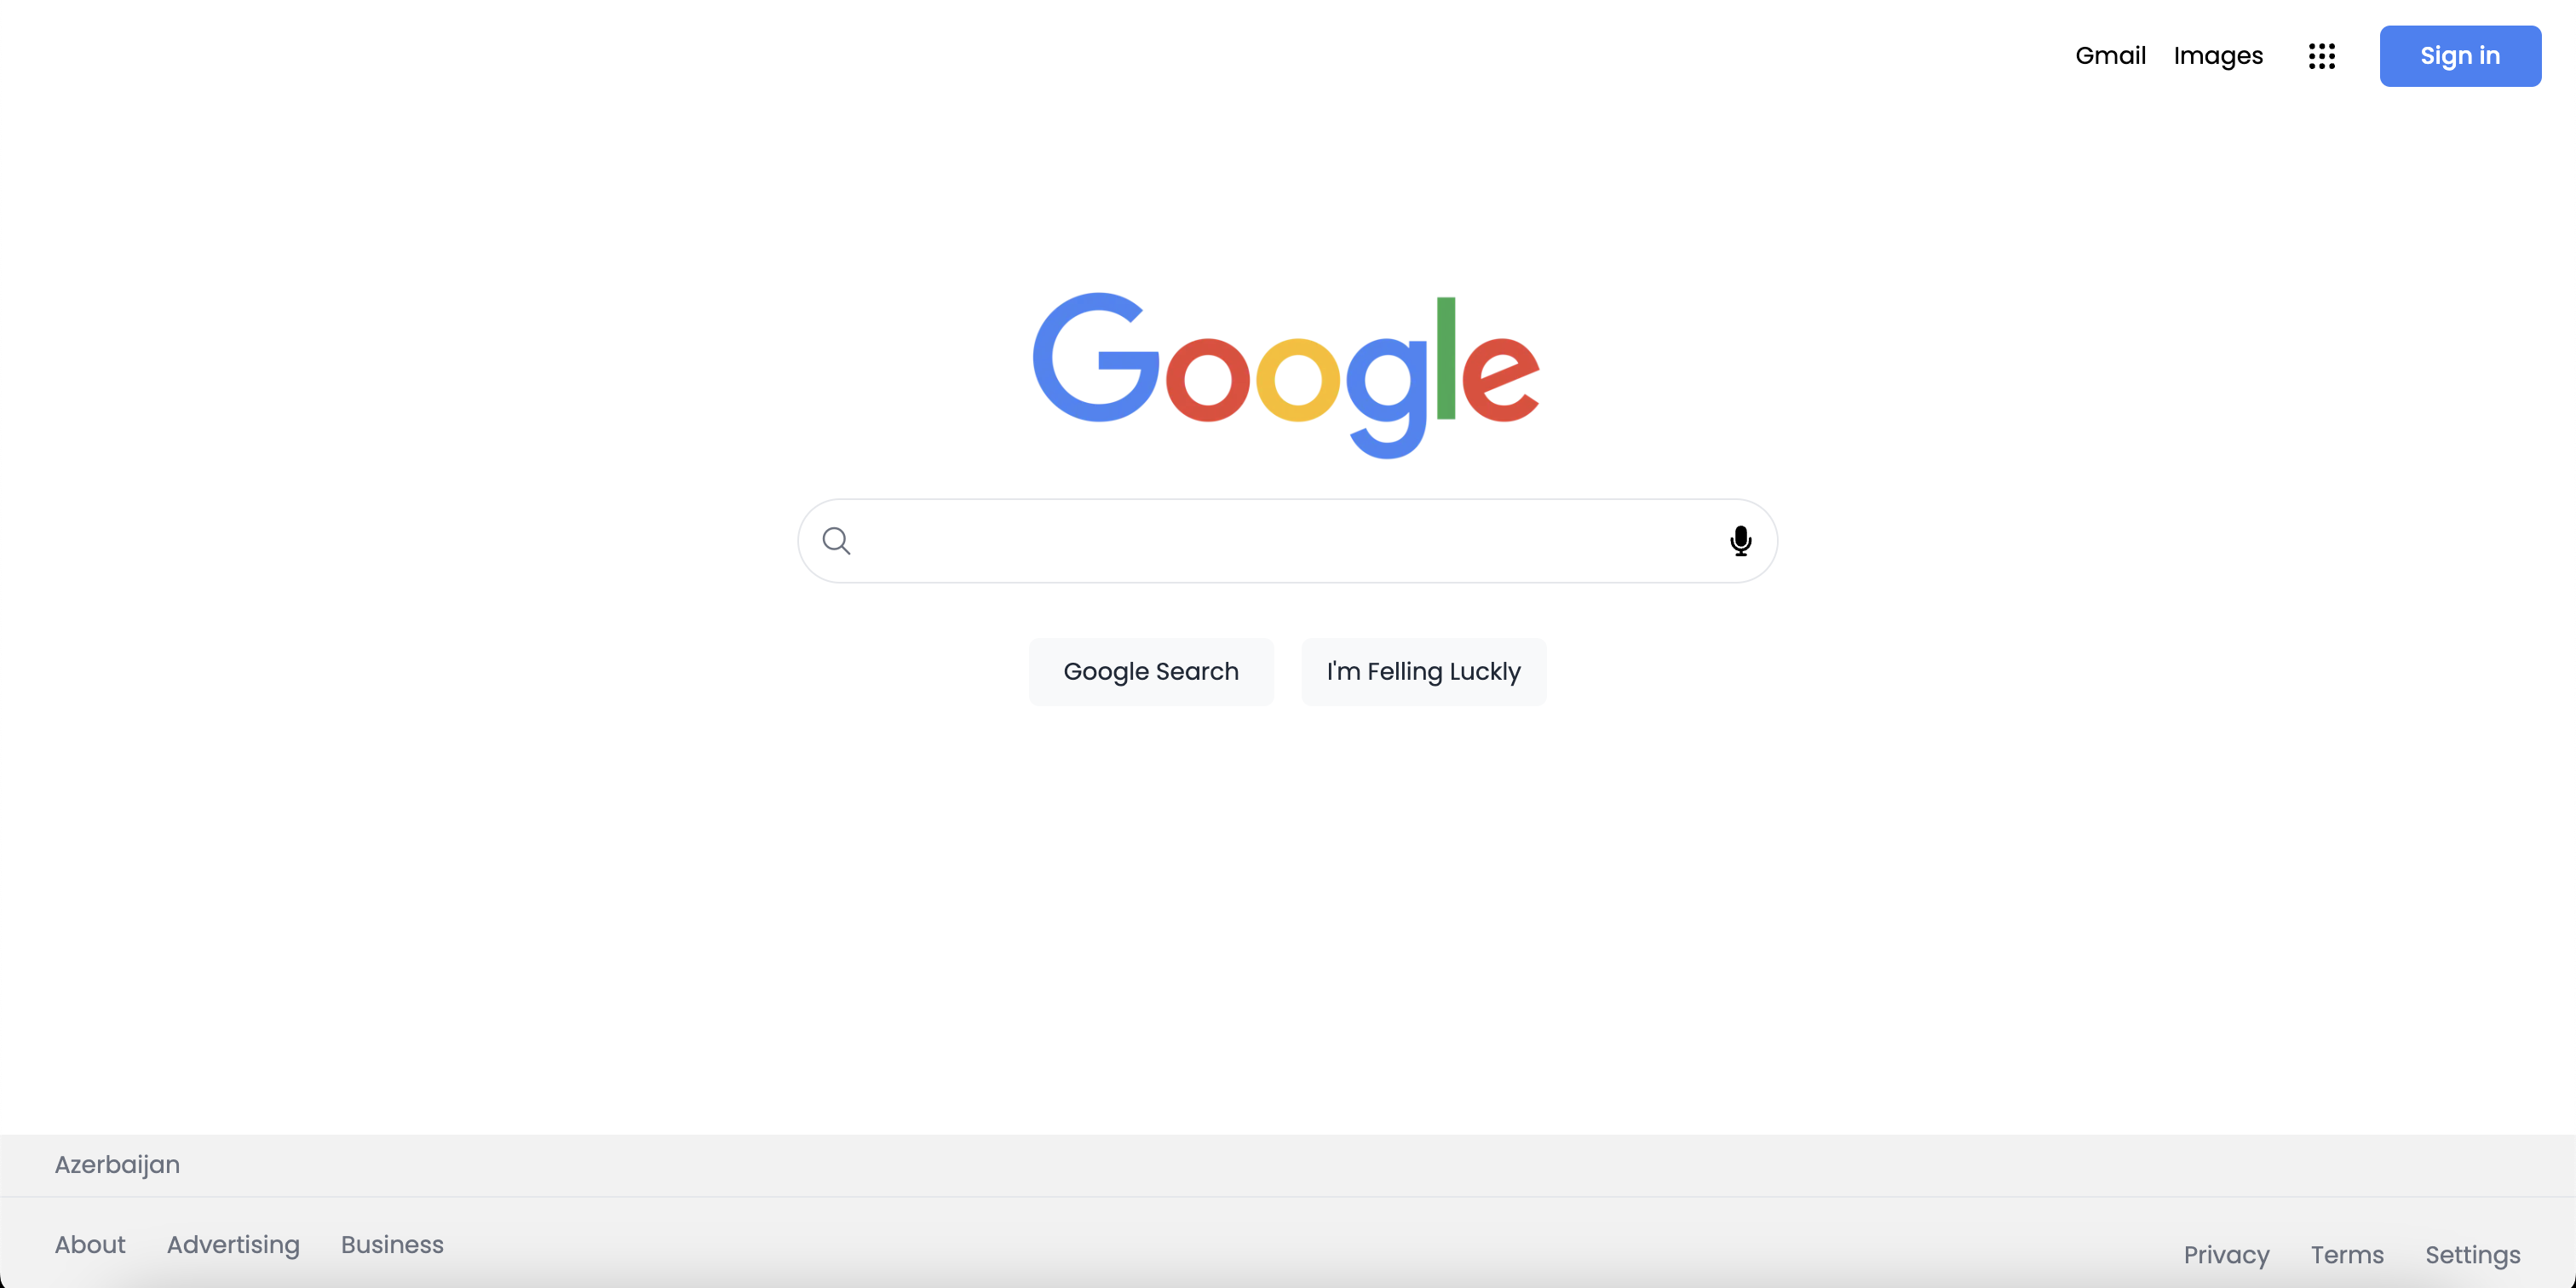 Gmail Images Sign in
Google
Google Search I'm Felling Luckly
Azerbaijan
About Advertising Business Privacy Terms Settings